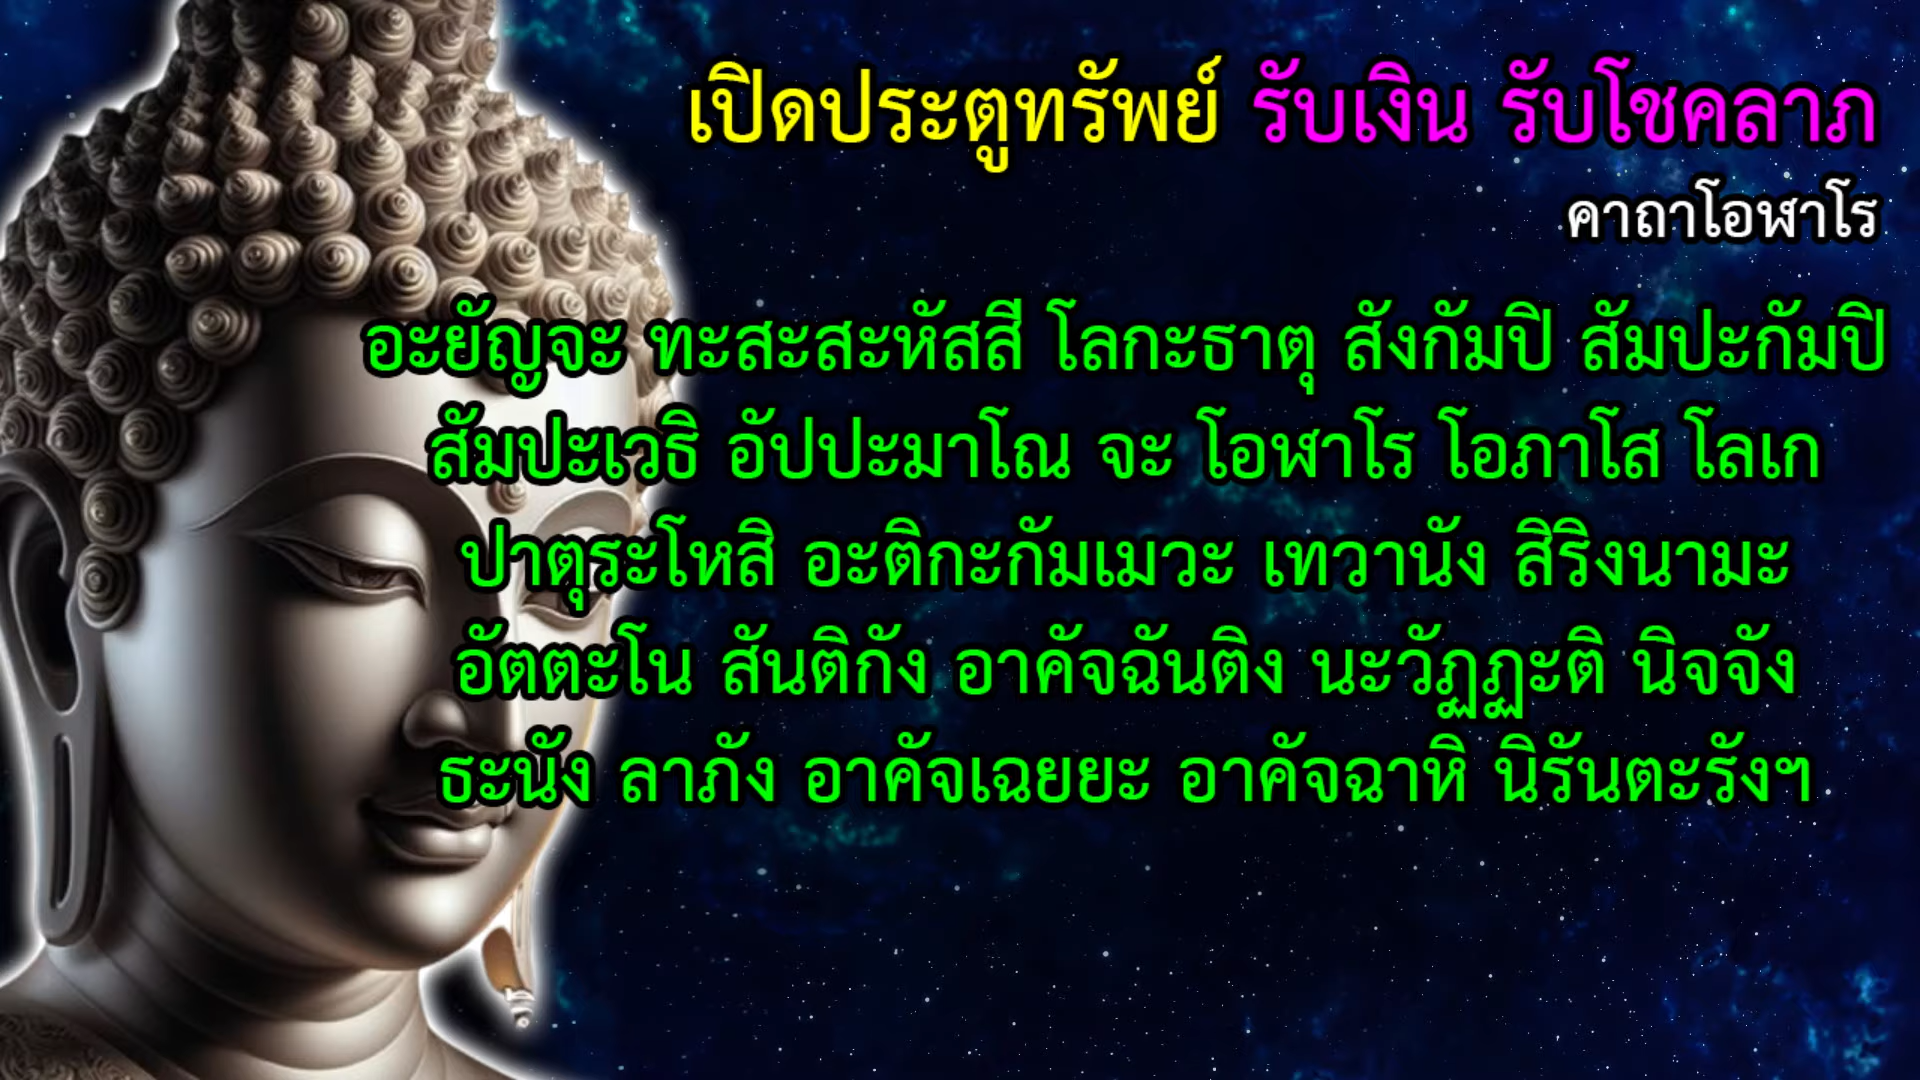 เปิดประตูทรัพย์ รับเงิน รับโชคลาภ
คาถาโอฬาโร
อะยัญจะ ทะสะสะหัสสี โลกะธาตุ สังกัมปิ สัมปะกัมปิ
สัมปะเวธิ อัปปะมาโณ จะ โอฬาโร โอภาโส โลเก
ปาตุระโหสิ อะติกะกัมเมวะ เทวานัง สิริงนามะ
อัตตะโน สันติกัง อาคัจฉันติง นะวัฏฏะติ นิจจัง
ธะนัง ลาภัง อาคัจเฉยยะ อาคัจฉาหิ นิรันตะรังฯ